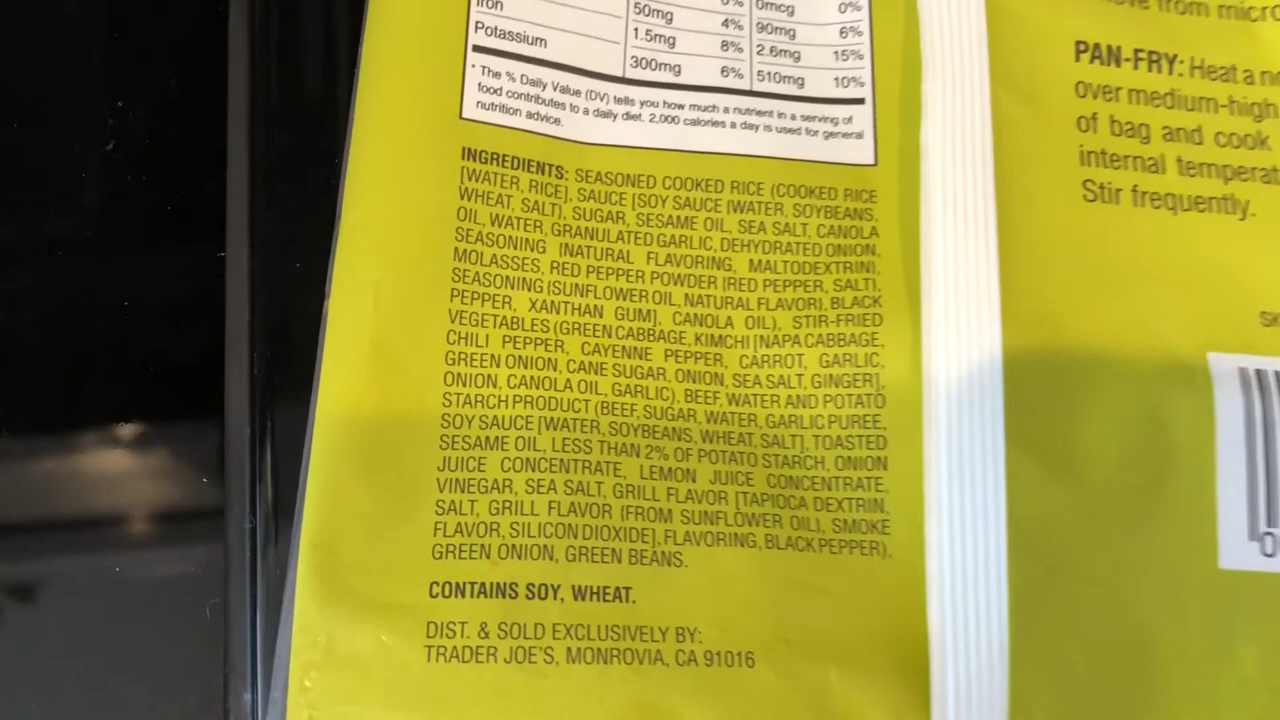 Iron
Potassium
50mg 4% 90mg 6%
1.5mg 8% 2.6mg 15%
300mg 6% 510mg 10%
0% 0mcg 0%
* The % Daily Value (DV) tells you how much a nutrient in a serving of
food contributes to a daily diet. 2,000 calories a day is used for general
nutrition advice.
INGREDIENTS: SEASONED COOKED RICE (COOKED RICE
[WATER, RICE], SAUCE [SOY SAUCE {WATER, SOYBEANS,
WHEAT, SALT}, SUGAR, SESAME OIL, SEA SALT, CANOLA
OIL, WATER, GRANULATED GARLIC, DEHYDRATED ONION,
SEASONING {NATURAL FLAVORING, MALTODEXTRIN},
MOLASSES, RED PEPPER POWDER {RED PEPPER, SALT},
SEASONING {SUNFLOWER OIL, NATURAL FLAVOR}, BLACK
PEPPER, XANTHAN GUM], CANOLA OIL), STIR-FRIED
VEGETABLES (GREEN CABBAGE, KIMCHI [NAPA CABBAGE,
CHILI PEPPER, CAYENNE PEPPER, CARROT, GARLIC,
GREEN ONION, CANE SUGAR, ONION, SEA SALT, GINGER],
ONION, CANOLA OIL, GARLIC), BEEF, WATER AND POTATO
STARCH PRODUCT (BEEF, SUGAR, WATER, GARLIC PUREE,
SOY SAUCE [WATER, SOYBEANS, WHEAT, SALT], TOASTED
SESAME OIL, LESS THAN 2% OF POTATO STARCH, ONION
JUICE CONCENTRATE, LEMON JUICE CONCENTRATE,
VINEGAR, SEA SALT, GRILL FLAVOR [TAPIOCA DEXTRIN,
SALT, GRILL FLAVOR {FROM SUNFLOWER OIL}, SMOKE
FLAVOR, SILICON DIOXIDE], FLAVORING, BLACK PEPPER),
GREEN ONION, GREEN BEANS.
CONTAINS SOY, WHEAT.
DIST. & SOLD EXCLUSIVELY BY:
TRADER JOE'S, MONROVIA, CA 91016
from micro
PAN-FRY: Heat a
over medium-high
of bag and cook
internal
Stir frequently.